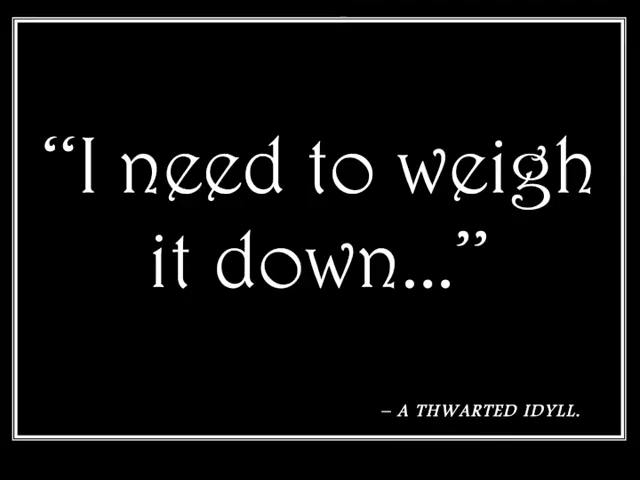 “I need to weigh
it down...”
– A THWARTED IDYLL.